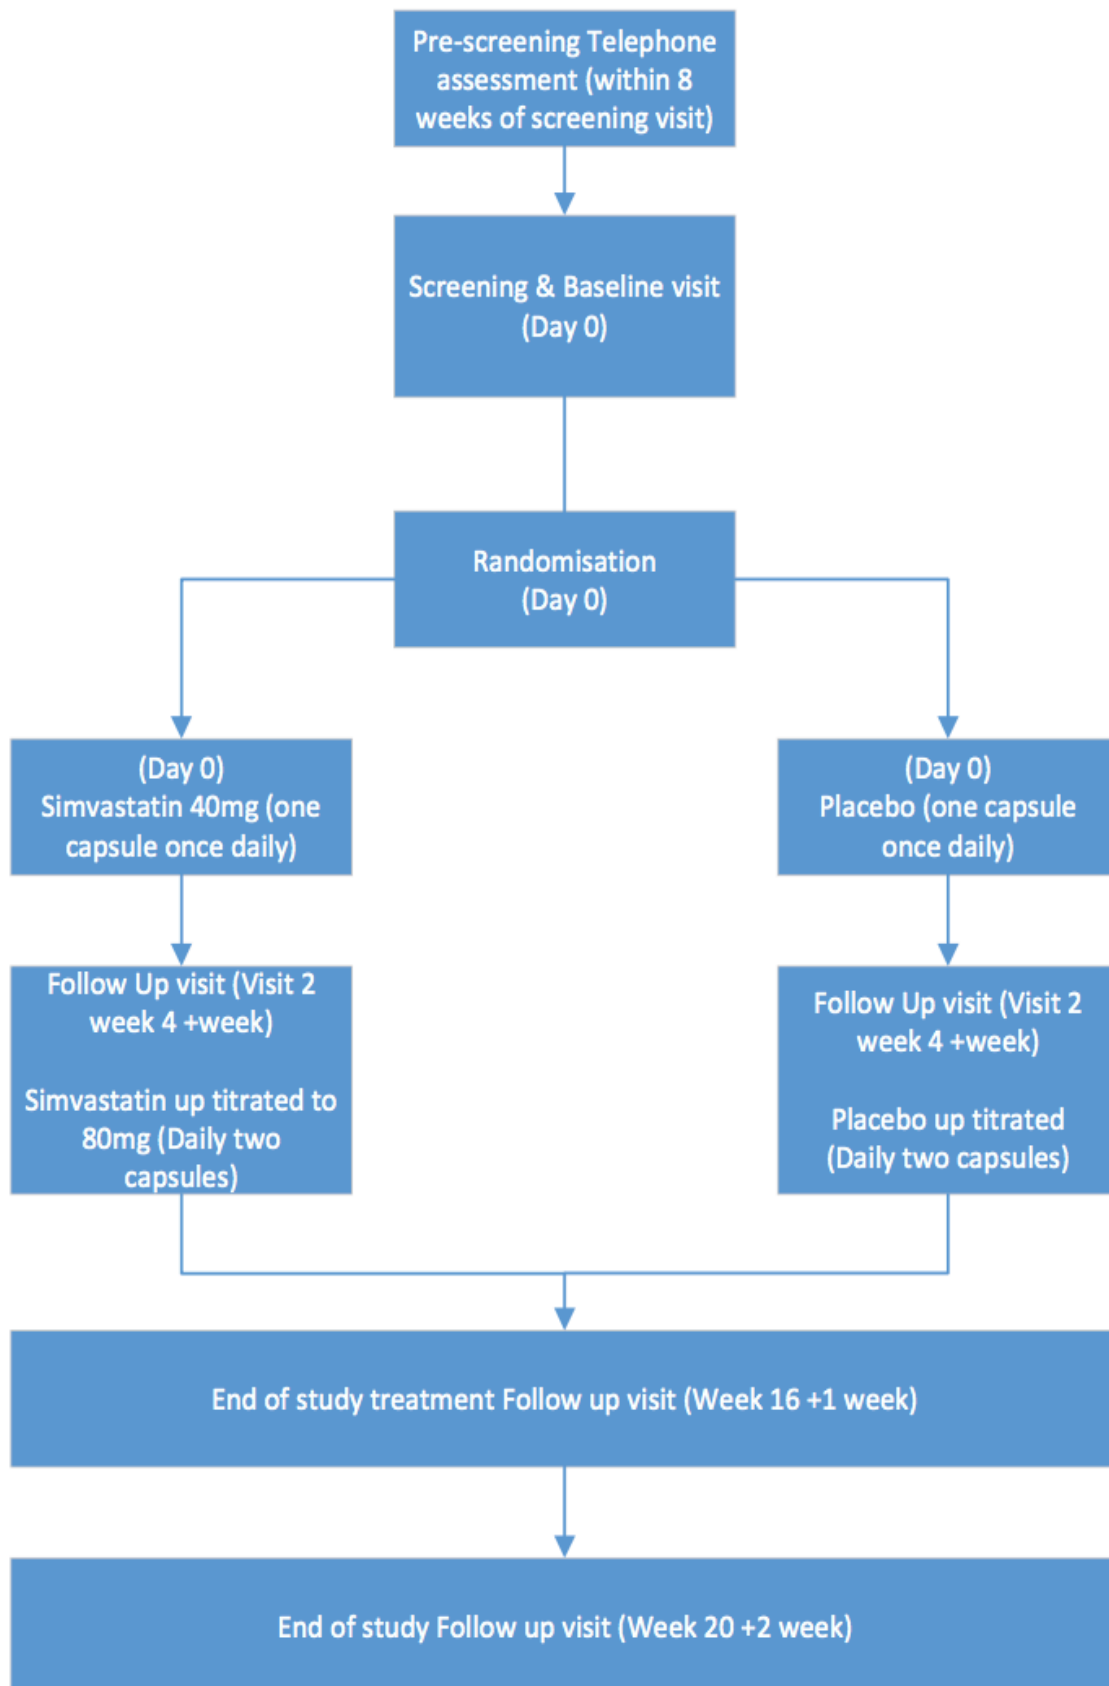 Pre-screening Telephone
assessment (within 8
weeks of screening visit)
Screening & Baseline visit
(Day 0)
Randomisation
(Day 0)
(Day 0)
Simvastatin 40mg (one
capsule once daily)
(Day 0)
Placebo (one capsule
once daily)
Follow Up visit (Visit 2
week 4 +week)
Simvastatin up titrated to
80mg (Daily two
capsules)
Follow Up visit (Visit 2
week 4 +week)
Placebo up titrated
(Daily two capsules)
End of study treatment Follow up visit (Week 16 +1 week)
End of study Follow up visit (Week 20 +2 week)